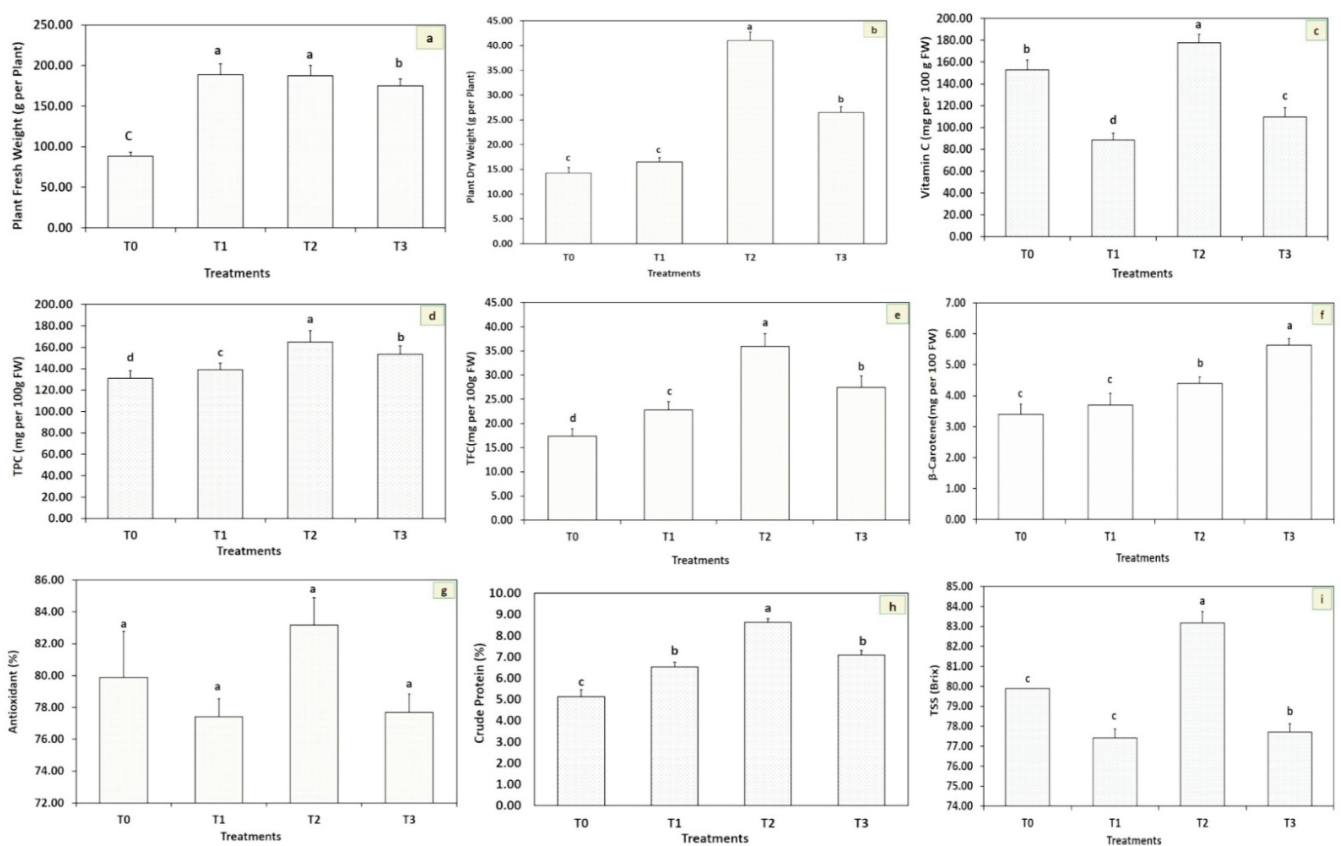 a
Plant Fresh Weight (g per Plant)
250.00
200.00
150.00
100.00
50.00
0.00
C
a
a
b
T0 T1 T2 T3
Treatments
b
Plant Dry Weight (g per Plant)
45.00
40.00
35.00
30.00
25.00
20.00
15.00
10.00
5.00
0.00
c
c
a
b
T0 T1 T2 T3
Treatments
c
Vitamin C (mg per 100 g FW)
200.00
180.00
160.00
140.00
120.00
100.00
80.00
60.00
40.00
20.00
0.00
b
d
a
c
T0 T1 T2 T3
Treatments
d
TPC (mg per 100g FW)
200.00
180.00
160.00
140.00
120.00
100.00
80.00
60.00
40.00
20.00
0.00
d
c
a
b
T0 T1 T2 T3
Treatments
e
TFC(mg per 100g FW)
45.00
40.00
35.00
30.00
25.00
20.00
15.00
10.00
5.00
0.00
d
c
a
b
T0 T1 T2 T3
Treatments
f
β-Carotene(mg per 100 FW)
7.00
6.00
5.00
4.00
3.00
2.00
1.00
0.00
c
c
b
a
T0 T1 T2 T3
Treatments
g
Antioxidant (%)
86.00
84.00
82.00
80.00
78.00
76.00
74.00
72.00
a
a
a
a
T0 T1 T2 T3
Treatments
h
Crude Protein (%)
10.00
9.00
8.00
7.00
6.00
5.00
4.00
3.00
2.00
1.00
0.00
c
b
a
b
T0 T1 T2 T3
Treatments
i
TSS (Brix)
85.00
84.00
83.00
82.00
81.00
80.00
79.00
78.00
77.00
76.00
75.00
74.00
c
c
a
b
T0 T1 T2 T3
Treatments